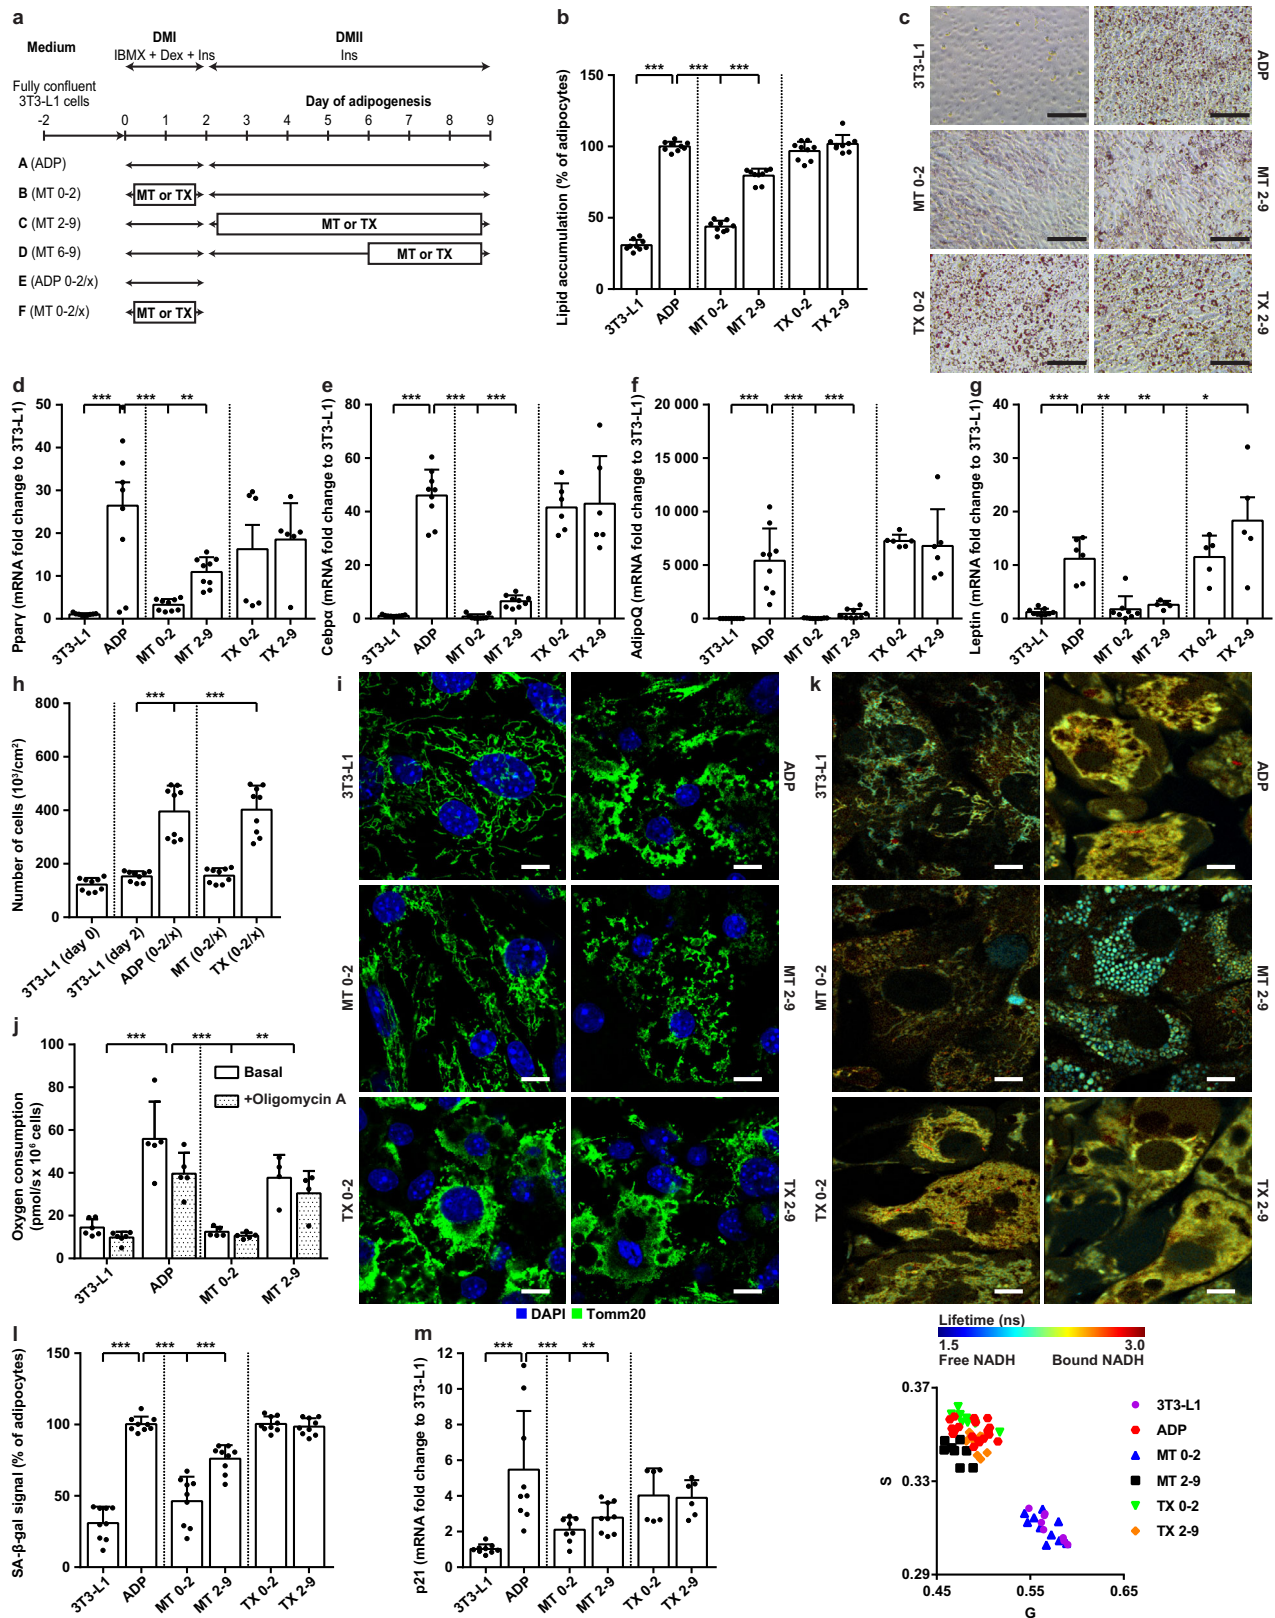 a
Medium
DMI
IBMX + Dex + Ins
DMII
Ins
Fully confluent
3T3-L1 cells
Day of adipogenesis
-2 0 1 2 3 4 5 6 7 8 9
A (ADP)
B (MT 0-2) MT or TX
C (MT 2-9) MT or TX
D (MT 6-9) MT or TX
E (ADP 0-2/x)
F (MT 0-2/x) MT or TX
b
Lipid accumulation (% of adipocytes)
*** *** ***
150
100
50
0
3T3-L1 ADP MT 0-2 MT 2-9 TX 0-2 TX 2-9
c
3T3-L1
ADP
MT 0-2
MT 2-9
TX 0-2
TX 2-9
d
Pparγ (mRNA fold change to 3T3-L1)
*** *** **
50
40
30
20
10
0
3T3-L1 ADP MT 0-2 MT 2-9 TX 0-2 TX 2-9
e
Cebpα (mRNA fold change to 3T3-L1)
*** *** ***
80
60
40
20
0
3T3-L1 ADP MT 0-2 MT 2-9 TX 0-2 TX 2-9
f
AdipoQ (mRNA fold change to 3T3-L1)
*** *** ***
20 000
15 000
10 000
5 000
0
3T3-L1 ADP MT 0-2 MT 2-9 TX 0-2 TX 2-9
g
Leptin (mRNA fold change to 3T3-L1)
*** ** ** *
40
30
20
10
0
3T3-L1 ADP MT 0-2 MT 2-9 TX 0-2 TX 2-9
h
Number of cells (10³/cm²)
*** ***
800
600
400
200
0
3T3-L1 (day 0) 3T3-L1 (day 2) ADP (0-2/x) MT (0-2/x) TX (0-2/x)
i
3T3-L1
ADP
MT 0-2
MT 2-9
TX 0-2
TX 2-9
DAPI Tomm20
j
Oxygen consumption
(pmol/s x 10⁶ cells)
*** *** **
Basal
+Oligomycin A
100
80
60
40
20
0
3T3-L1 ADP MT 0-2 MT 2-9
k
3T3-L1
ADP
MT 0-2
MT 2-9
TX 0-2
TX 2-9
Lifetime (ns)
1.5 3.0
Free NADH Bound NADH
S
0.37
0.33
0.29
0.45 0.55 0.65
G
3T3-L1
ADP
MT 0-2
MT 2-9
TX 0-2
TX 2-9
l
SA-β-gal signal (% of adipocytes)
*** *** ***
150
100
50
0
3T3-L1 ADP MT 0-2 MT 2-9 TX 0-2 TX 2-9
m
p21 (mRNA fold change to 3T3-L1)
*** *** **
12
10
8
6
4
2
0
3T3-L1 ADP MT 0-2 MT 2-9 TX 0-2 TX 2-9